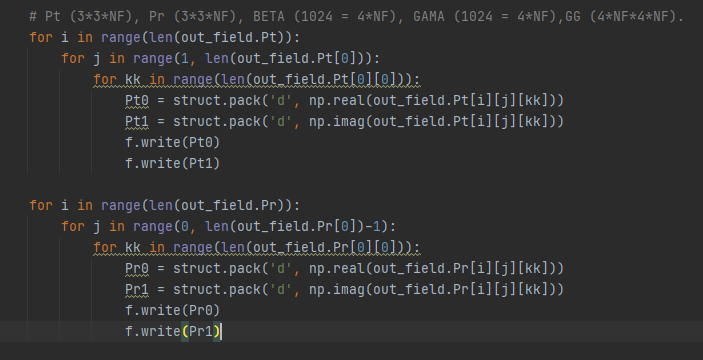 # Pt (3*3*NF), Pr (3*3*NF), BETA (1024 = 4*NF), GAMA (1024 = 4*NF),GG (4*NF*4*NF).
for i in range(len(out_field.Pt)):
    for j in range(1, len(out_field.Pt[0])):
        for kk in range(len(out_field.Pt[0][0])):
            Pt0 = struct.pack('d', np.real(out_field.Pt[i][j][kk]))
            Pt1 = struct.pack('d', np.imag(out_field.Pt[i][j][kk]))
            f.write(Pt0)
            f.write(Pt1)

for i in range(len(out_field.Pr)):
    for j in range(0, len(out_field.Pr[0])-1):
        for kk in range(len(out_field.Pr[0][0])):
            Pr0 = struct.pack('d', np.real(out_field.Pr[i][j][kk]))
            Pr1 = struct.pack('d', np.imag(out_field.Pr[i][j][kk]))
            f.write(Pr0)
            f.write(Pr1)